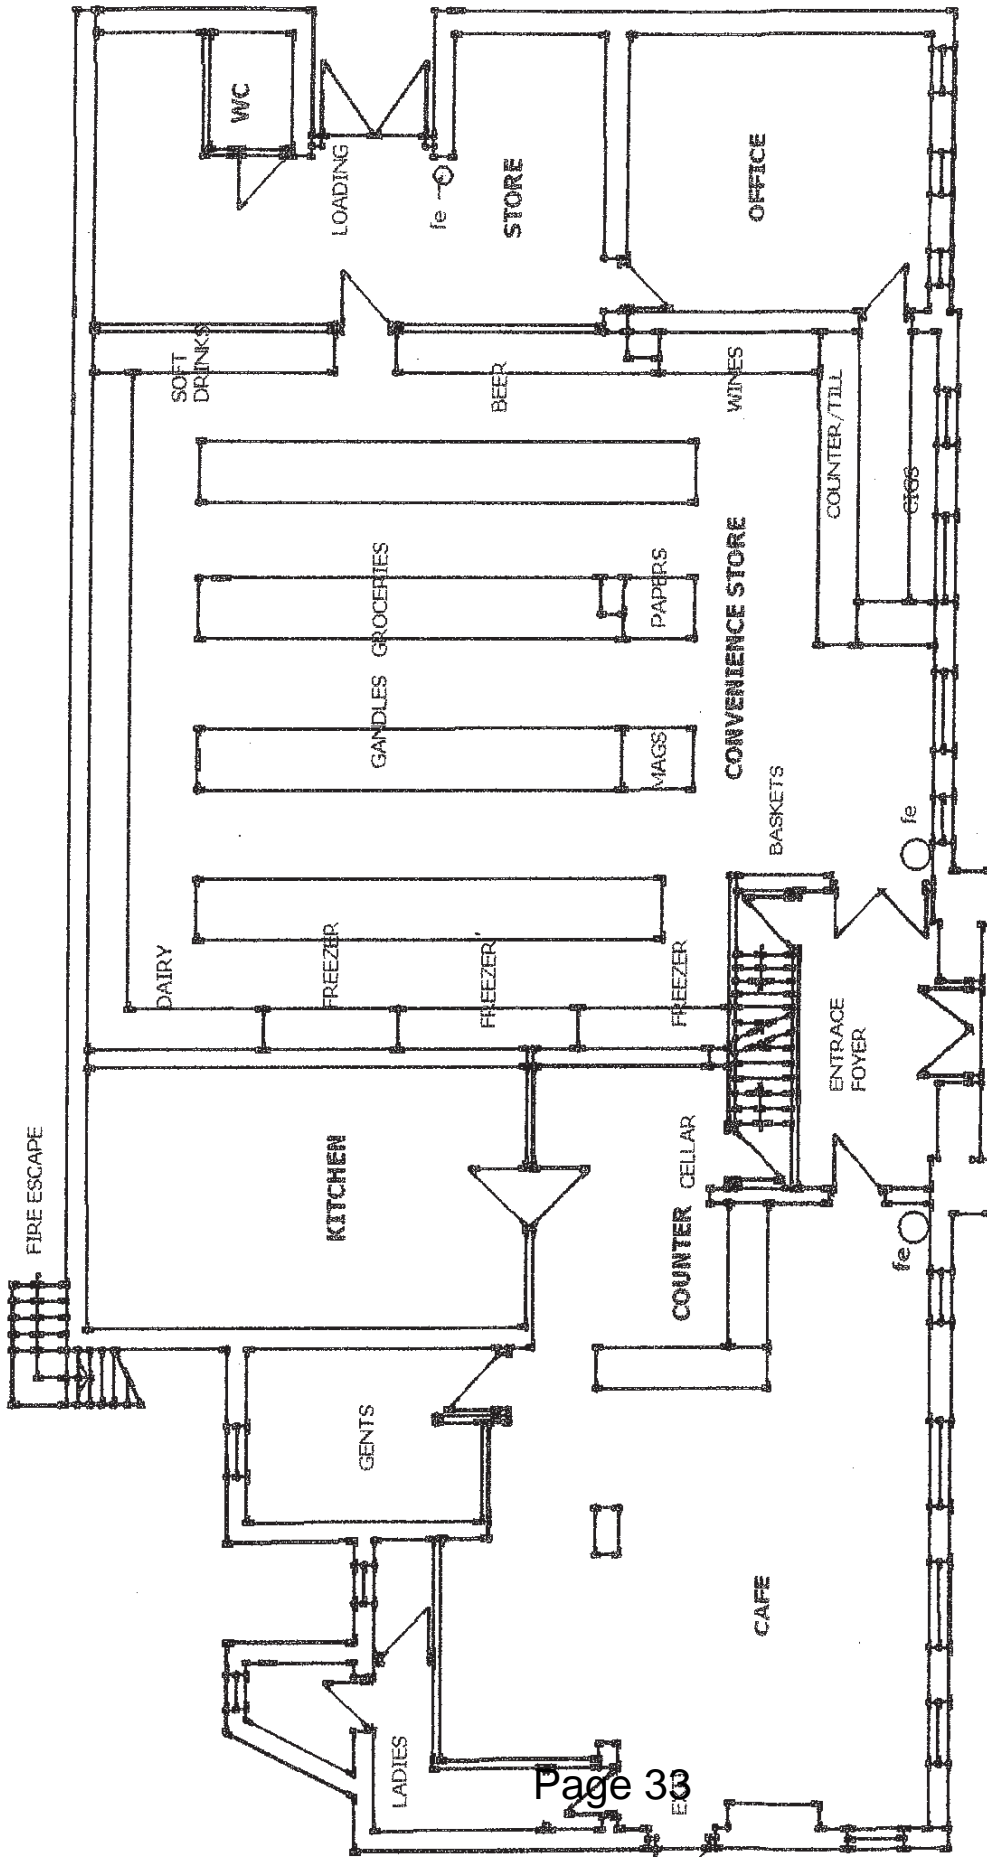 FIRE ESCAPE
WC
LOADING
fe
STORE
OFFICE
SOFT
DRINKS
BEER
WINES
COUNTER/TILL
CIGS
GROCERIES
PAPERS
GANDLES
MAGS
CONVENIENCE STORE
BASKETS
fe
DAIRY
FREEZER
FREEZER
FREEZER
ENTRACE
FOYER
KITCHEN
CELLAR
COUNTER
fe
GENTS
CAFE
LADIES
Page 33